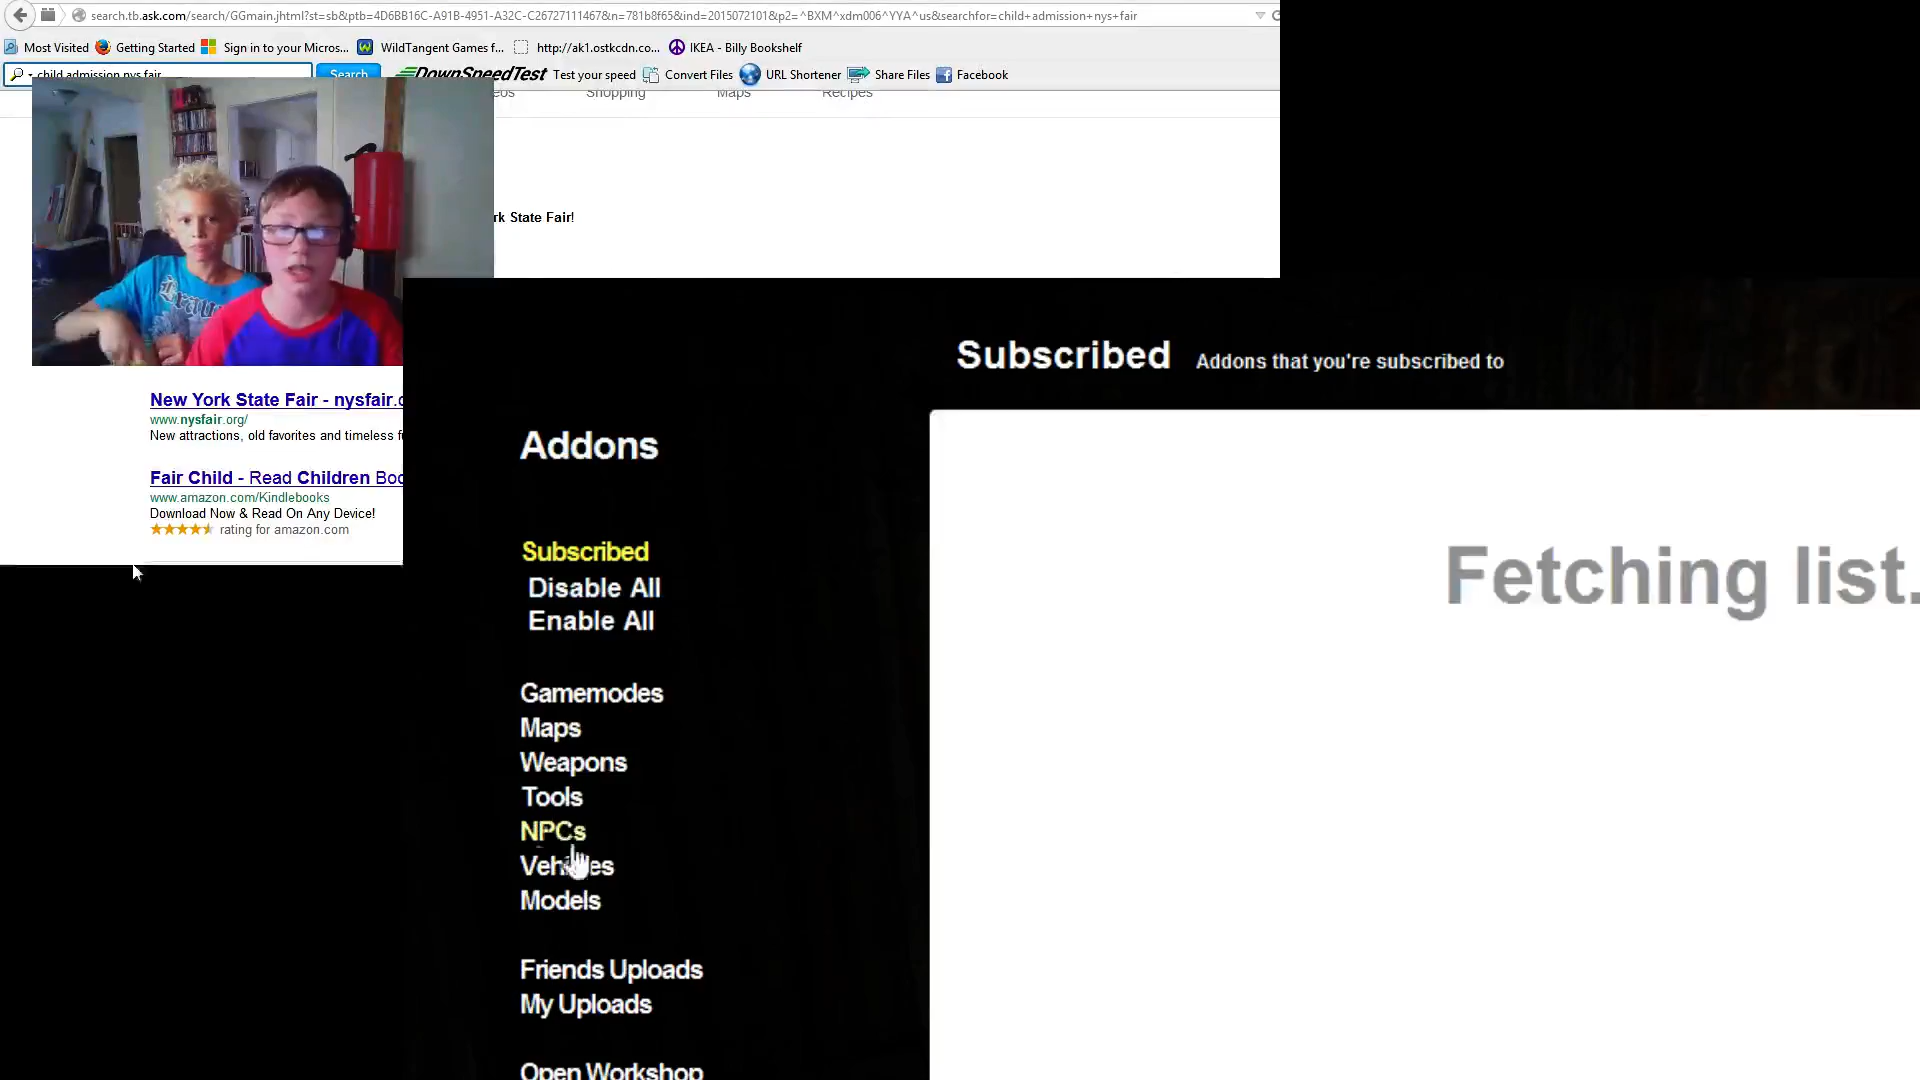 search.tb.ask.com/search/GGmain.jhtml?st=sb&ptb=4D6BB16C-A91B-4951-A32C-C267271111467&n=781b8f65&ind=2015072101&p2=^BXM^xdm006^YYA^us&searchfor=child+admission+nys+fair
Most Visited Getting Started Sign in to your Micros... WildTangent Games f... http://ak1.ostkcdn.co... IKEA - Billy Bookshelf
child admission nys fair Search DownSpeedTest Test your speed Convert Files URL Shortener Share Files Facebook
Shopping Maps Recipes
rk State Fair!
New York State Fair - nysfair.
www.nysfair.org/
New attractions, old favorites and timeless f
Fair Child - Read Children Boo
www.amazon.com/Kindlebooks
Download Now & Read On Any Device!
rating for amazon.com
Subscribed Addons that you're subscribed to
Addons
Subscribed
Disable All
Enable All
Gamemodes
Maps
Weapons
Tools
NPCs
Vehicles
Models
Friends Uploads
My Uploads
Open Workshop
Fetching list.